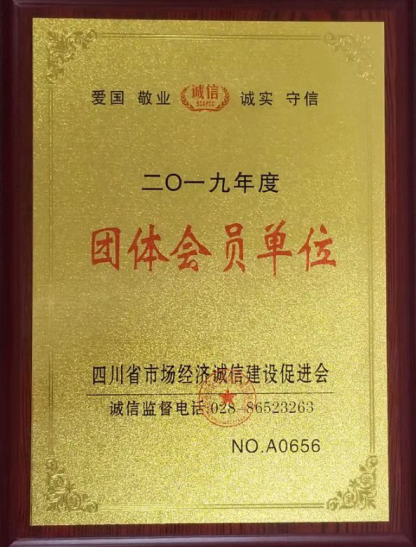 爱国 敬业 诚信 诚实 守信
二〇一九年度
团体会员单位
四川省市场经济诚信建设促进会
诚信监督电话:028-86523263
NO.A0656